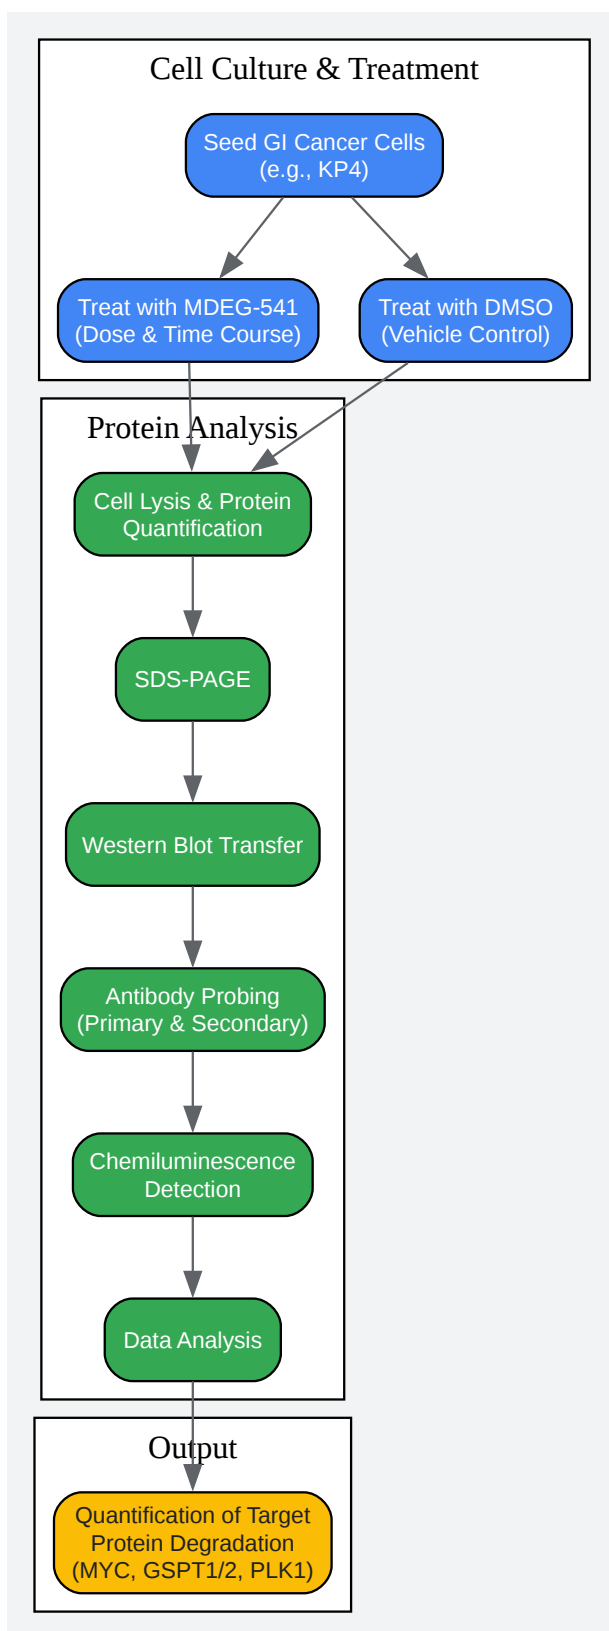 Cell Culture & Treatment
Seed GI Cancer Cells
(e.g., KP4)
Treat with MDEG-541
(Dose & Time Course)
Treat with DMSO
(Vehicle Control)
Protein Analysis
Cell Lysis & Protein
Quantification
SDS-PAGE
Western Blot Transfer
Antibody Probing
(Primary & Secondary)
Chemiluminescence
Detection
Data Analysis
Output
Quantification of Target
Protein Degradation
(MYC, GSPT1/2, PLK1)